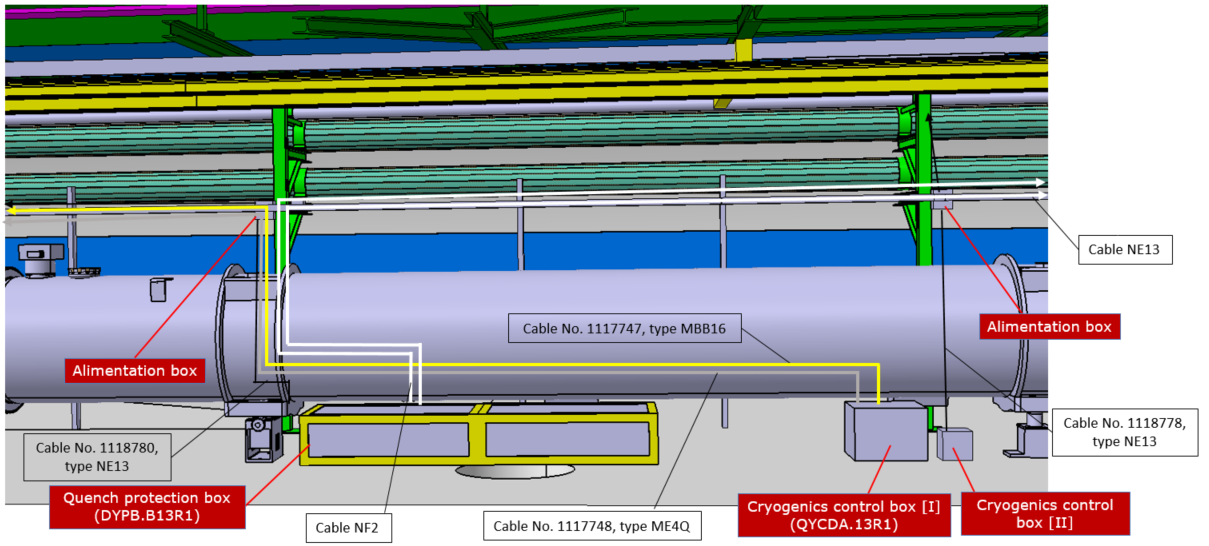 Cable NE13
Alimentation box
Cable No. 1117747, type MBB16
Alimentation box
Cable No. 1118780,
type NE13
Cable No. 1118778,
type NE13
Quench protection box
(DYPB.B13R1)
Cable NF2
Cable No. 1117748, type ME4Q
Cryogenics control box [I]
(QYCDA.13R1)
Cryogenics control
box [II]